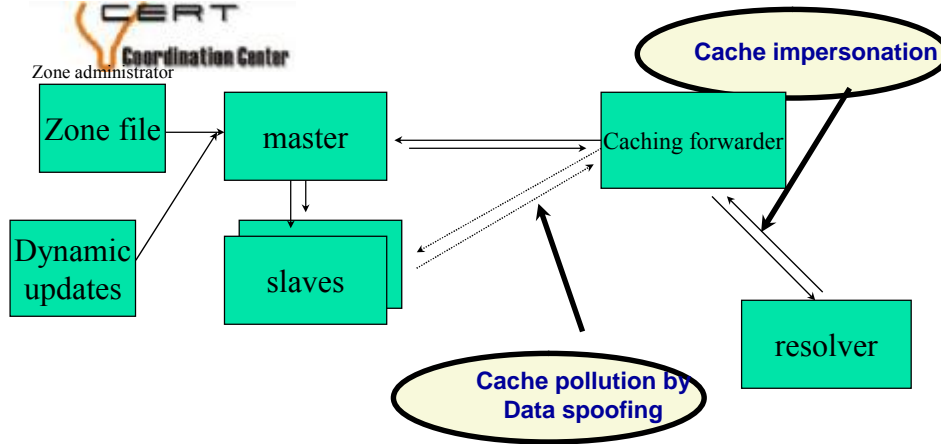 CERT
Coordination Center
Zone administrator
Zone file
master
Caching forwarder
Cache impersonation
Dynamic
updates
slaves
resolver
Cache pollution by
Data spoofing